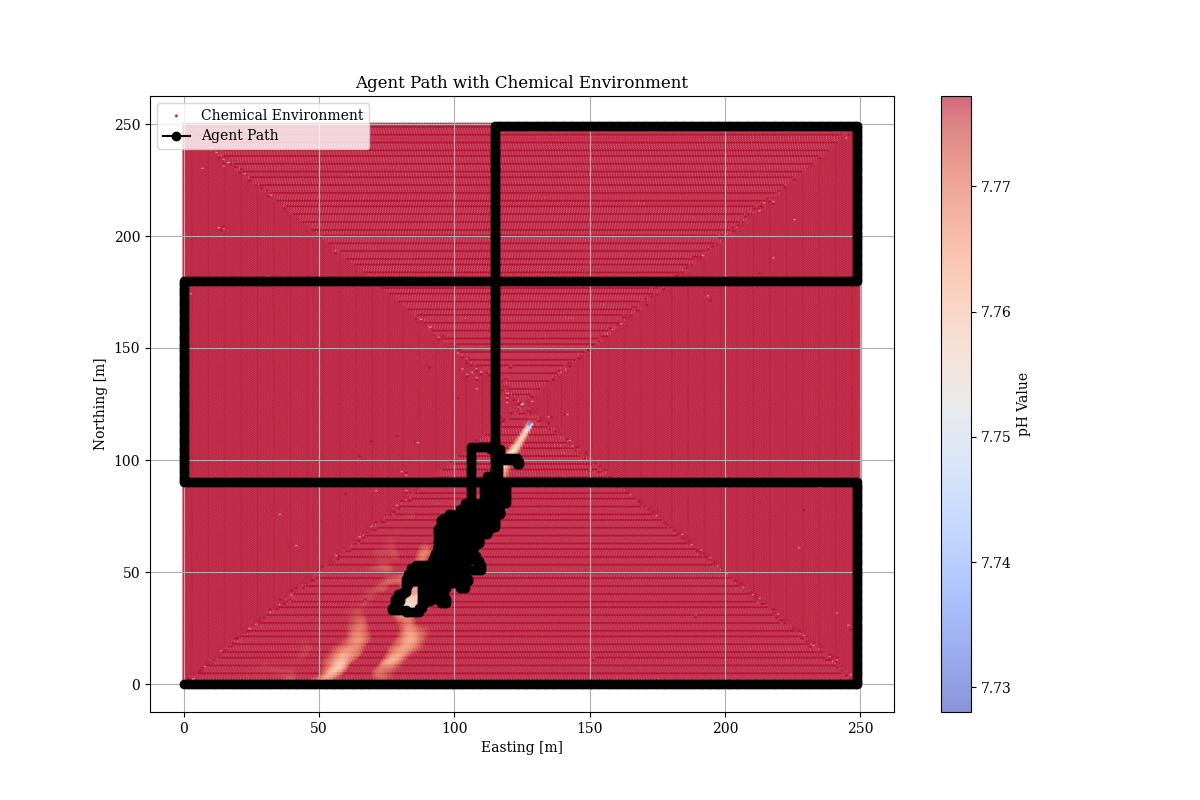 Agent Path with Chemical Environment
Chemical Environment
Agent Path
250
200
150
100
50
0
Northing [m]
0
50
100
150
200
250
Easting [m]
7.77
7.76
7.75
7.74
7.73
pH Value